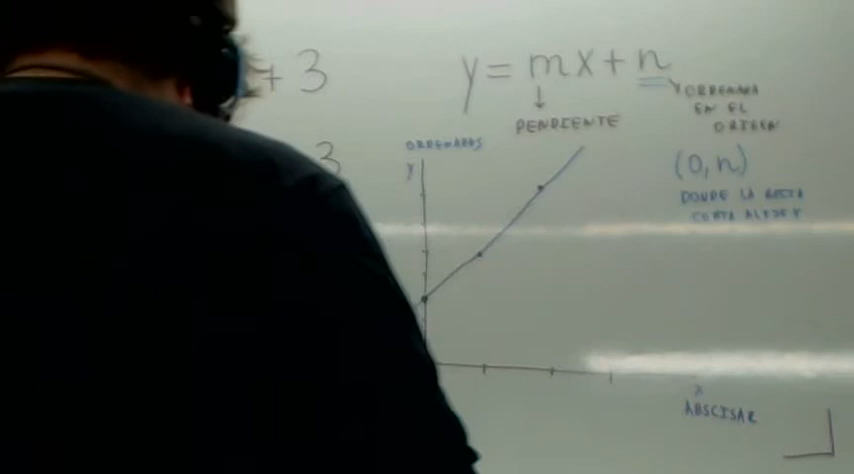 + 3
y = mx + n
PENDIENTE
ORDENADA
EN EL
ORIGEN
3
ORDENADAS
y
(0, n)
DONDE LA RECTA
CORTA AL EJE Y
x
ABSCISAS